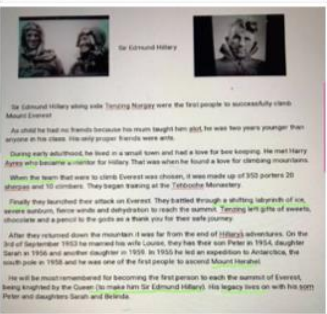 Sir Edmund Hillary
Sir Edmund Hillary along side Tenzing Norgay were the first people to successfully climb
Mount Everest
As child he had no friends because his mum taught him alot, he was two years younger than
anyone in his class. His only proper friends were ants.
During early adulthood, he lived in a small town and had a love for bee keeping. He met Harry
Ayres who became a mentor for Hillary. That was when he found a love for climbing mountains.
When the team that were to climb Everest was choicen, it was made up of 350 porters 20
sherpas and 10 climbers. They began training at the Tehboche Monastery.
Finally they launched their attack on Everest. They battled through a shifting labyrinth of ice,
severe sunburn, fierce winds and dehydration to reach the summit. Tenzing left gifts of sweets,
chocolate and a pencil to the gods as a thank you for their safe journey.
After they returned down the mountain it was far from the end of Hillary's adventures. On the
3rd of September 1953 he married his wife Louise, they has their son Peter in 1954, daughter
Sarah in 1956 and another daughter in 1959. In 1955 he led an expedition to Antarctica, the
south pole in 1958 and he was one of the first people to ascend Mount Hershel.
He will be most remembered for becoming the first person to each the summit of Everest,
being knighted by the Queen (to make him Sir Edmund Hillary). His legacy lives on with his som
Peter and daughters Sarah and Belinda.